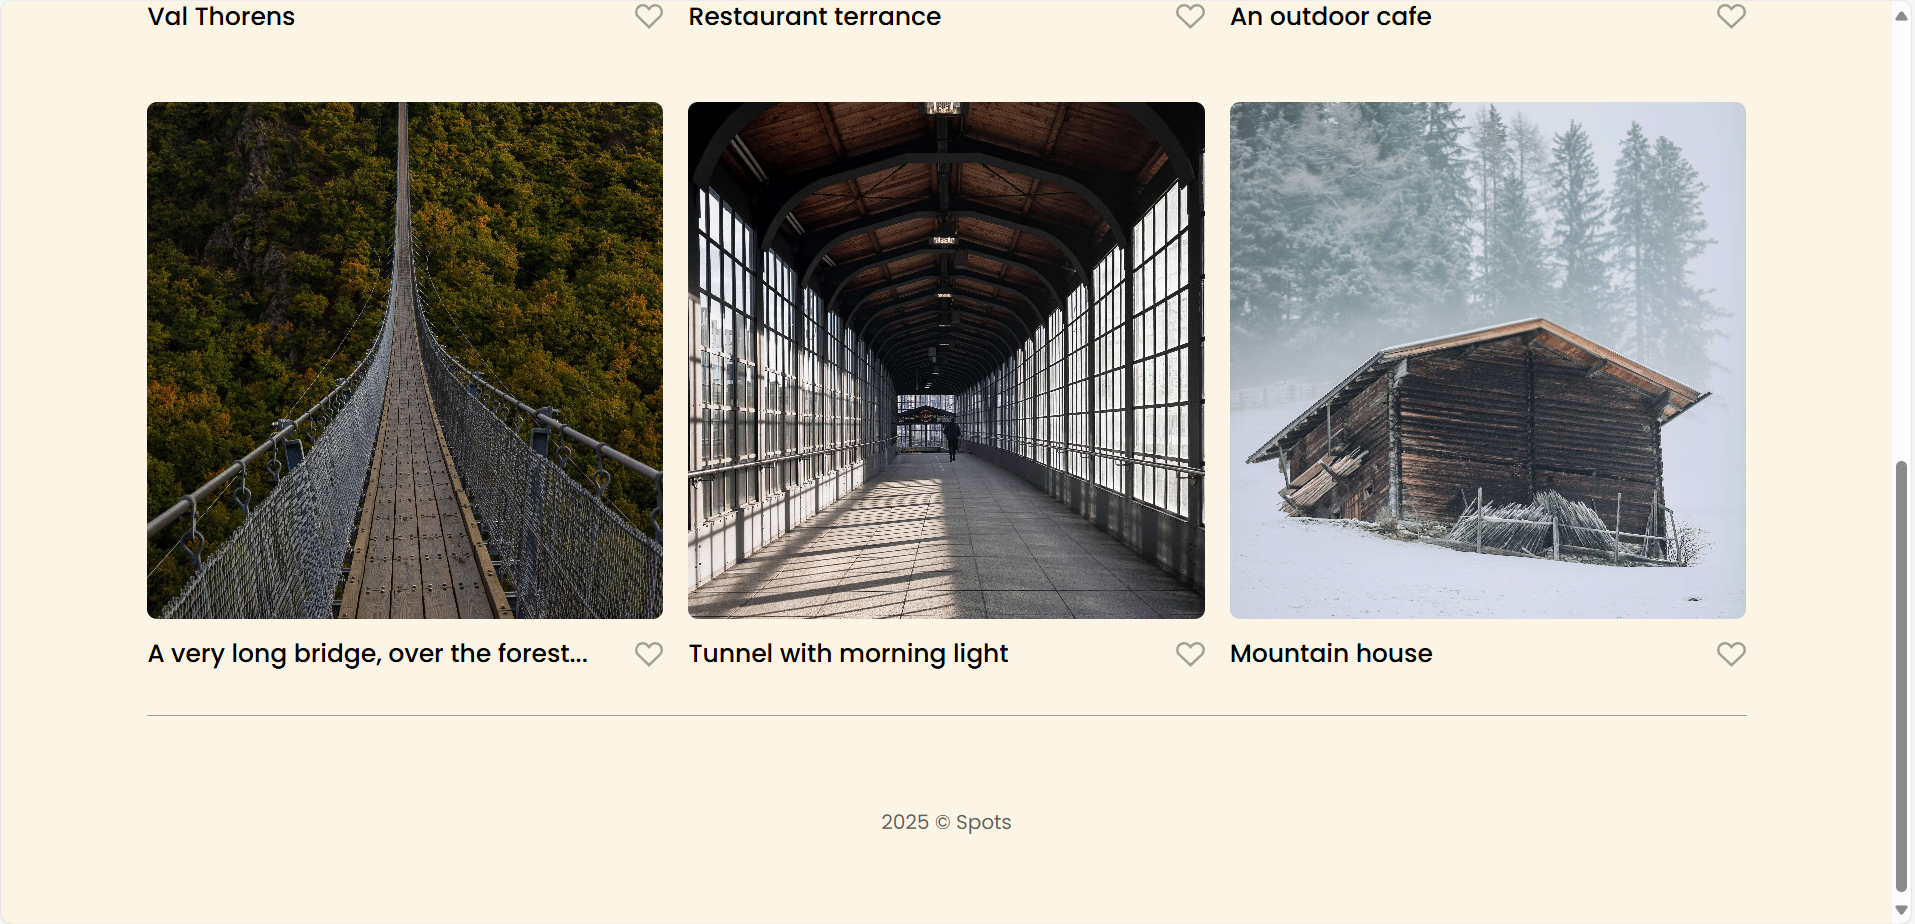 Val Thorens
Restaurant terrance
An outdoor cafe
A very long bridge, over the forest...
Tunnel with morning light
Mountain house
2025 © Spots